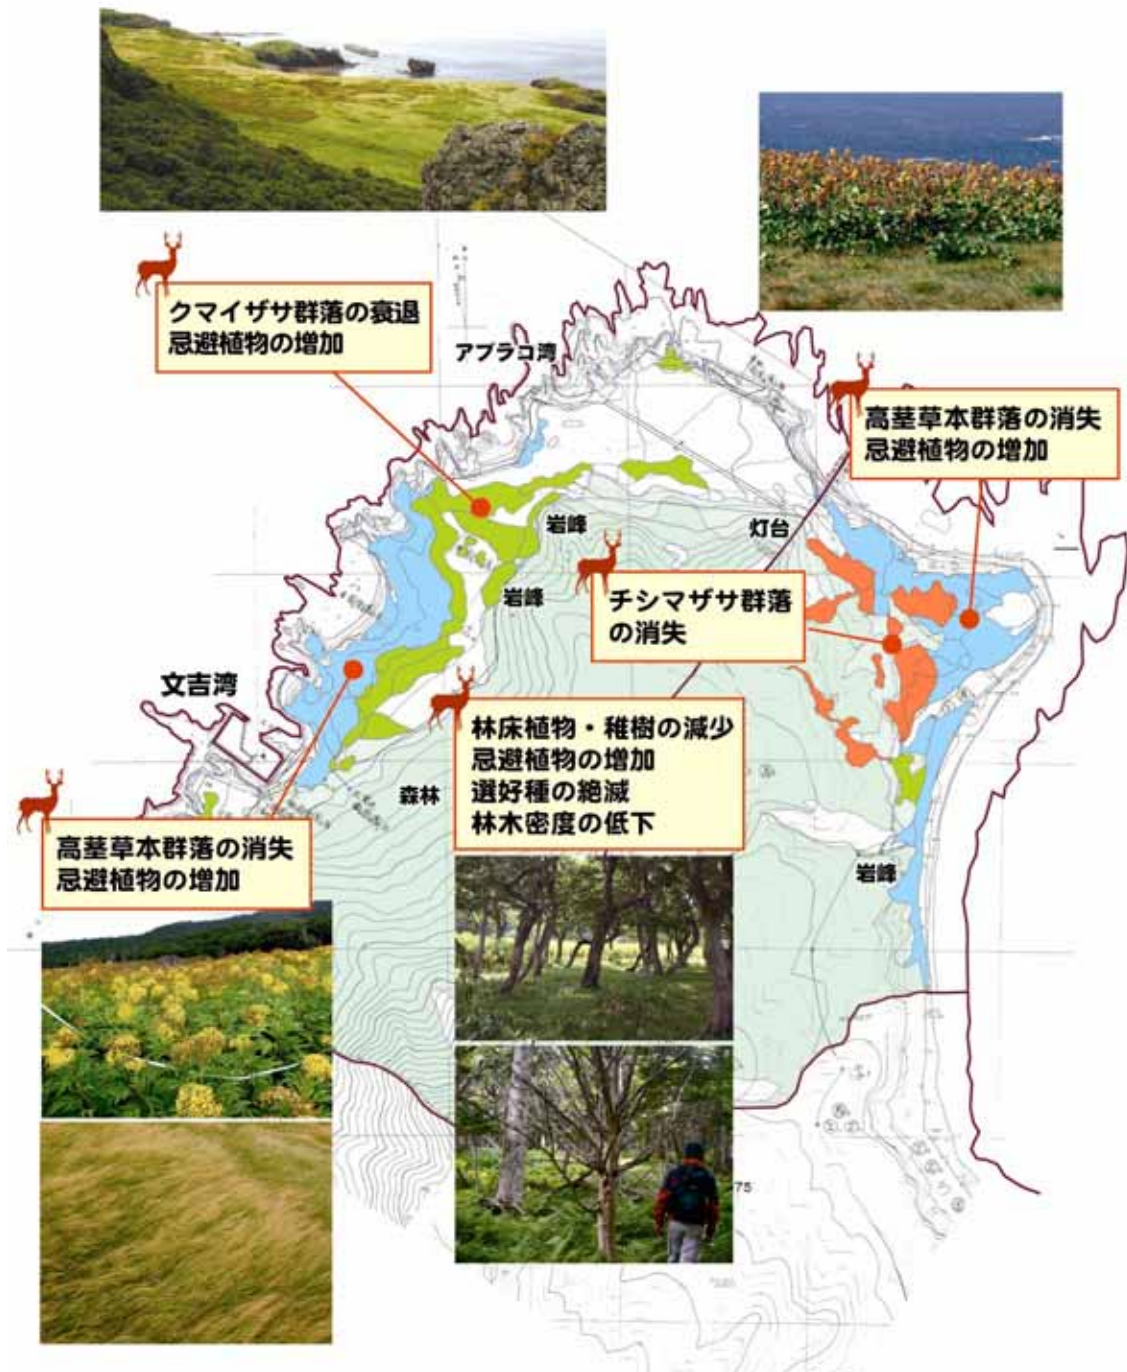 クマイザサ群落の衰退
忌避植物の増加
アブラコ湾
高茎草本群落の消失
忌避植物の増加
岩峰
灯台
岩峰
チシマザサ群落
の消失
文吉湾
林床植物・稚樹の減少
忌避植物の増加
選好種の絶滅
林木密度の低下
森林
高茎草本群落の消失
忌避植物の増加
岩峰
75